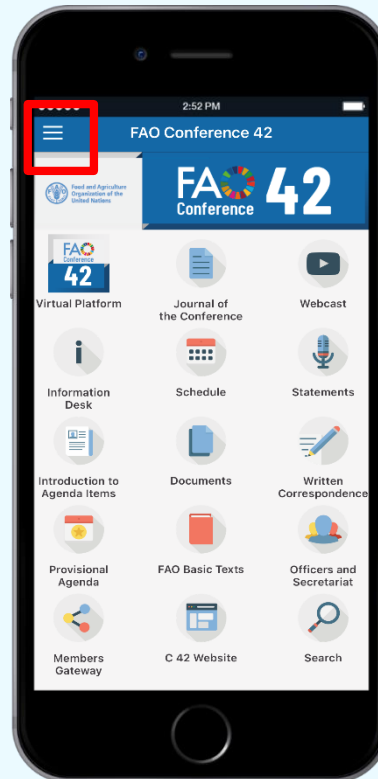 2:52 PM
FAO Conference 42
Food and Agriculture
Organization of the
United Nations
FAO
Conference
42
FAO
Conference
42
Virtual Platform
Journal of
the Conference
Webcast
Information
Desk
Schedule
Statements
Introduction to
Agenda Items
Documents
Written
Correspondence
Provisional
Agenda
FAO Basic Texts
Officers and
Secretariat
Members
Gateway
C 42 Website
Search